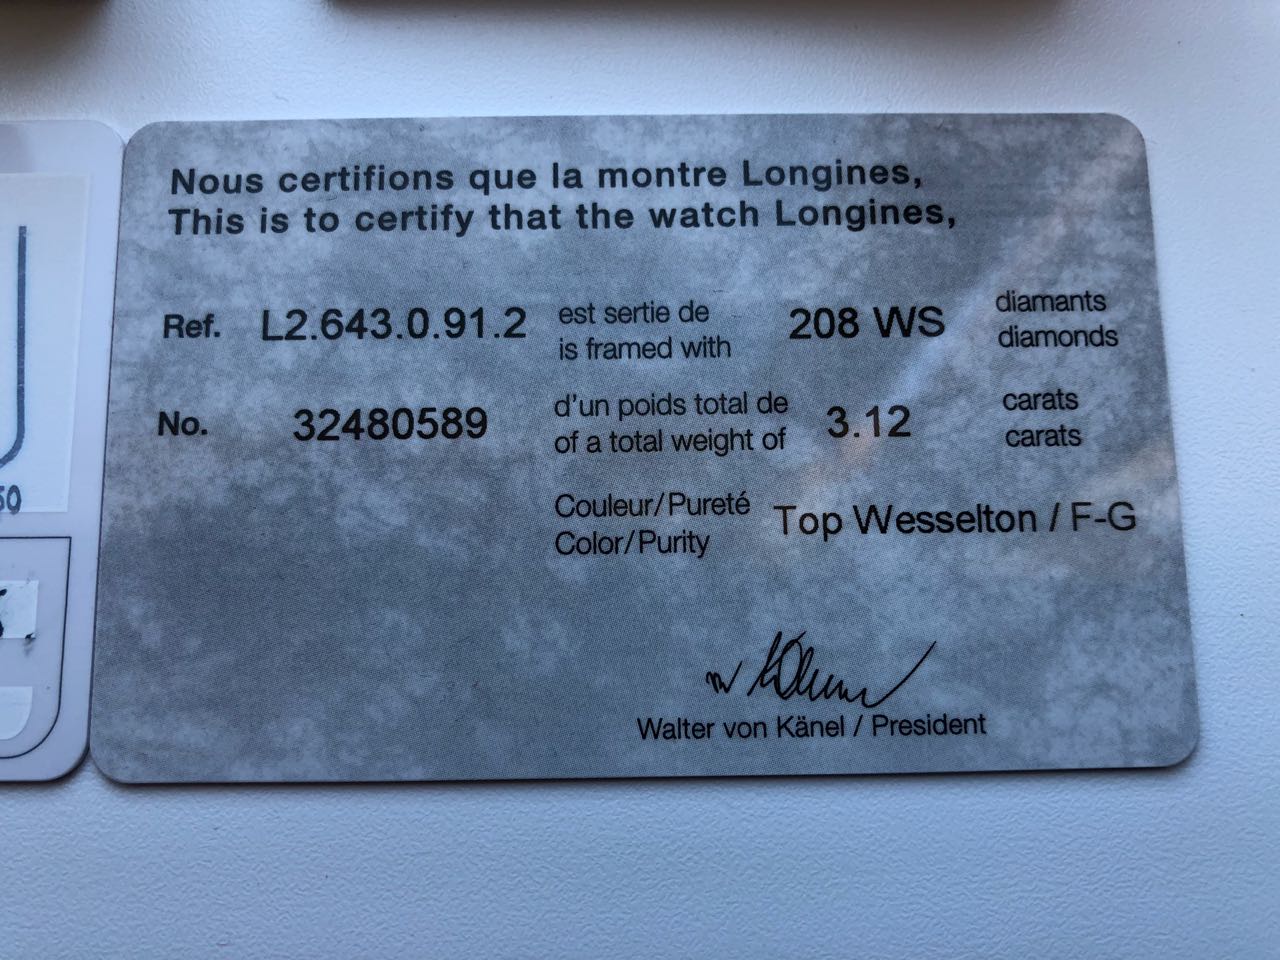 Nous certifions que la montre Longines,
This is to certify that the watch Longines,
Ref. L2.643.0.91.2 est sertie de 208 WS diamants
is framed with diamonds
No. 32480589 d'un poids total de 3.12 carats
of a total weight of carats
Couleur/Pureté Top Wesselton / F-G
Color/Purity
Walter von Känel / President
50